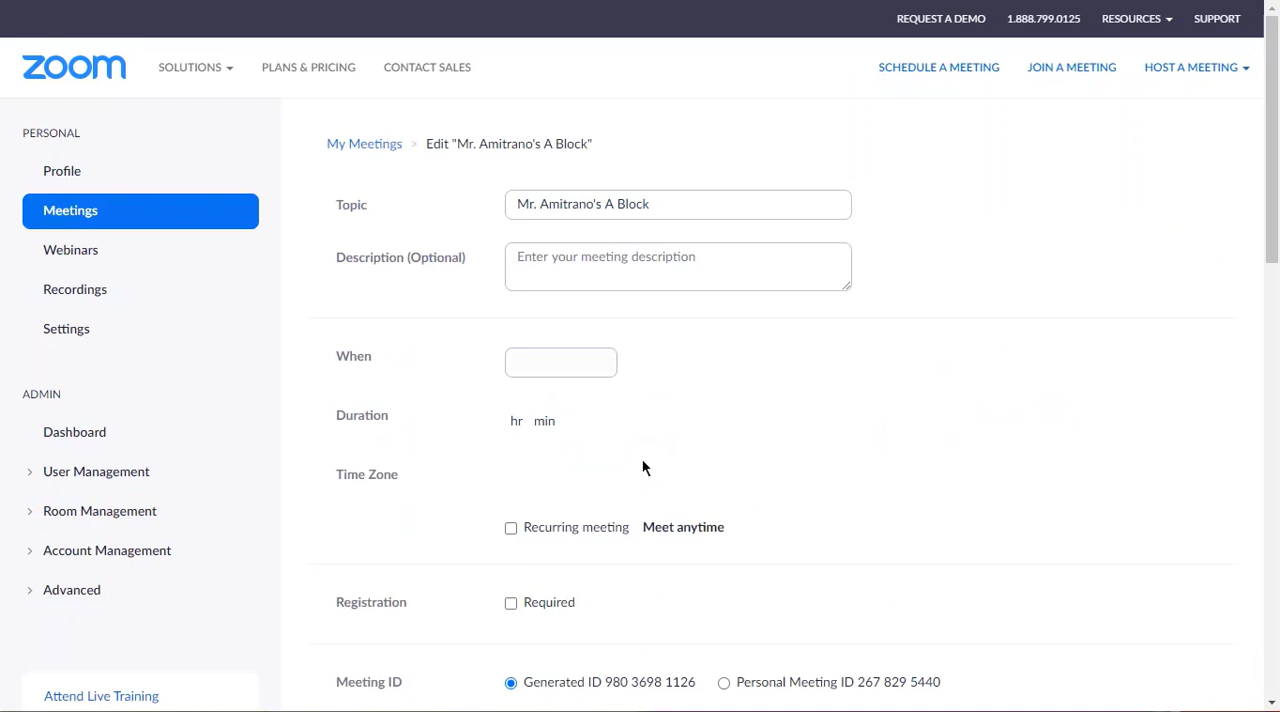 REQUEST A DEMO 1.888.799.0125 RESOURCES SUPPORT
zoom SOLUTIONS PLANS & PRICING CONTACT SALES SCHEDULE A MEETING JOIN A MEETING HOST A MEETING
PERSONAL
Profile
Meetings
Webinars
Recordings
Settings
ADMIN
Dashboard
User Management
Room Management
Account Management
Advanced
Attend Live Training
My Meetings > Edit "Mr. Amitrano's A Block"
Topic Mr. Amitrano's A Block
Description (Optional) Enter your meeting description
When
Duration hr min
Time Zone
Recurring meeting Meet anytime
Registration Required
Meeting ID Generated ID 980 3698 1126 Personal Meeting ID 267 829 5440